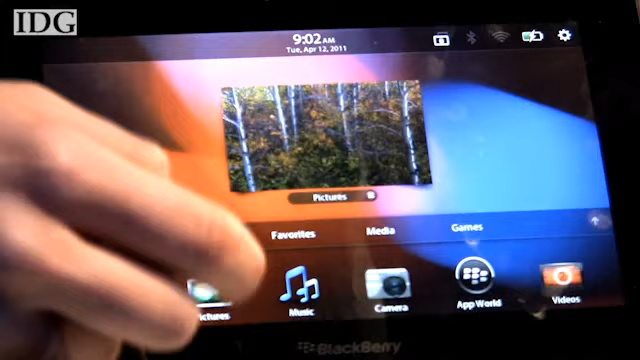 IDG
9:02 AM
Tue, Apr 12, 2011
Pictures
Favorites
Media
Games
ictures
Music
Camera
App World
Videos
BlackBerry